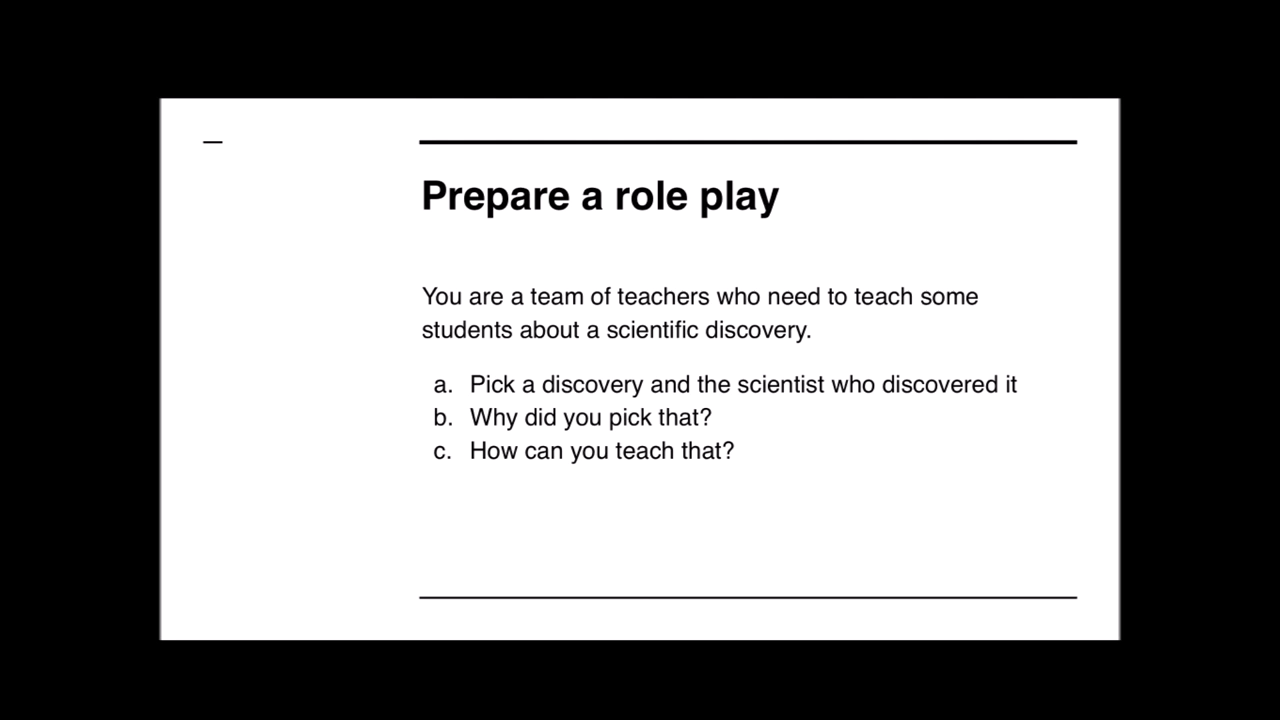 Prepare a role play
You are a team of teachers who need to teach some
students about a scientific discovery.
a. Pick a discovery and the scientist who discovered it
b. Why did you pick that?
c. How can you teach that?